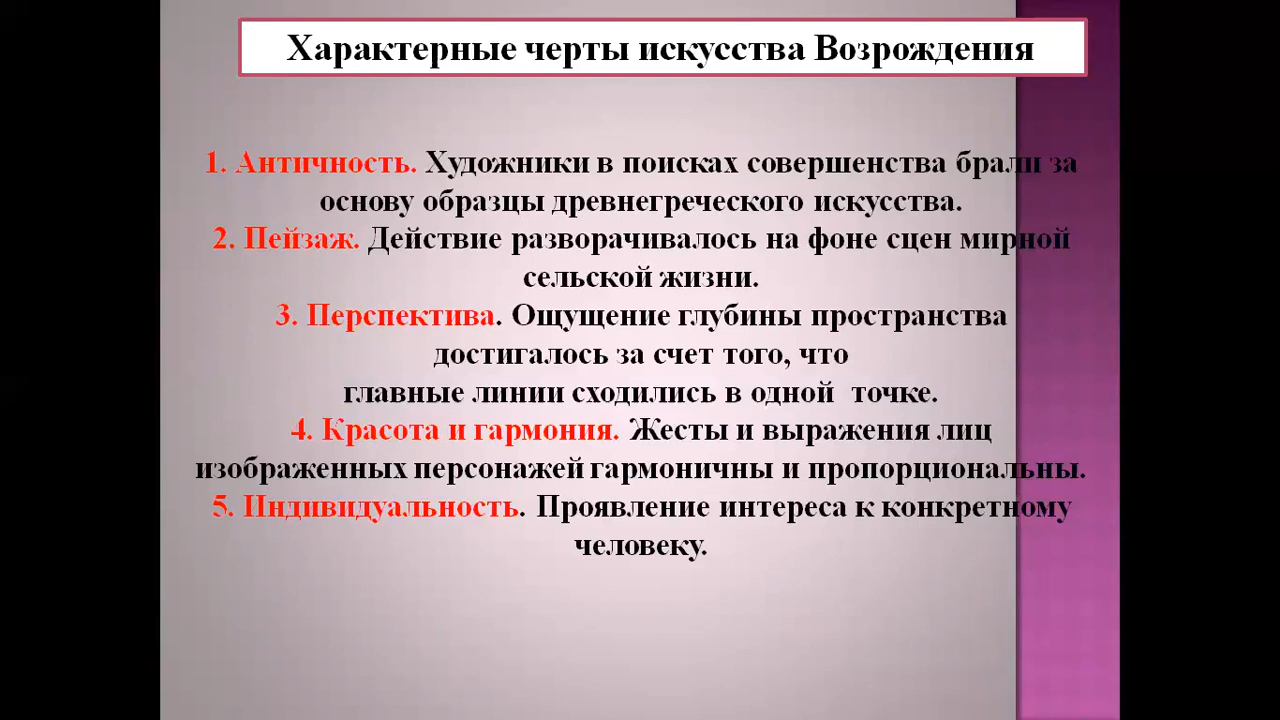 Характерные черты искусства Возрождения
1. Античность. Художники в поисках совершенства брали за
основу образцы древнегреческого искусства.
2. Пейзаж. Действие разворачивалось на фоне сцен мирной
сельской жизни.
3. Перспектива. Ощущение глубины пространства
достигалось за счет того, что
главные линии сходились в одной точке.
4. Красота и гармония. Жесты и выражения лиц
изображенных персонажей гармоничны и пропорциональны.
5. Индивидуальность. Проявление интереса к конкретному
человеку.